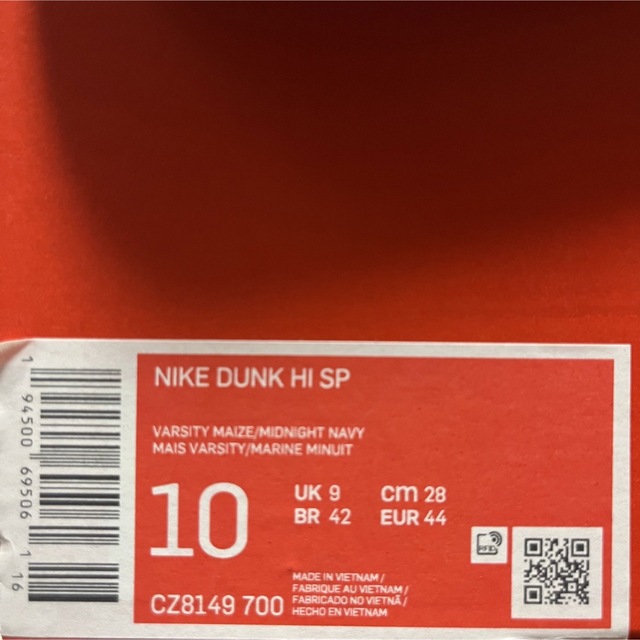 NIKE DUNK HI SP
VARSITY MAIZE/MIDNIGHT NAVY
MAIS VARSITY/MARINE MINUIT
10
UK 9 cm 28
BR 42 EUR 44
CZ8149 700
MADE IN VIETNAM /
FABRIQUE AU VIETNAM /
FABRICADO NO VIETNÃ /
HECHO EN VIETNAM
RFID
1 94500 69506 1 16